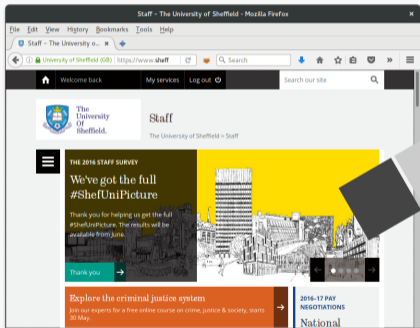 Staff – The University of Sheffield - Mozilla Firefox
File Edit View History Bookmarks Tools Help
Staff – The University o...
University of Sheffield (GB) https://www.sheff
Search
Welcome back My services Log out
Search our site
The
University
Of
Sheffield.
Staff
The University of Sheffield > Staff
THE 2016 STAFF SURVEY
We've got the full
#ShefUniPicture
Thank you for helping us get the full
#ShefUniPicture. The results will be
available from June.
Thank you
Explore the criminal justice system
Join our experts for a free online course on crime, justice & society, starts
30 May.
2016-17 PAY
NEGOTIATIONS
National